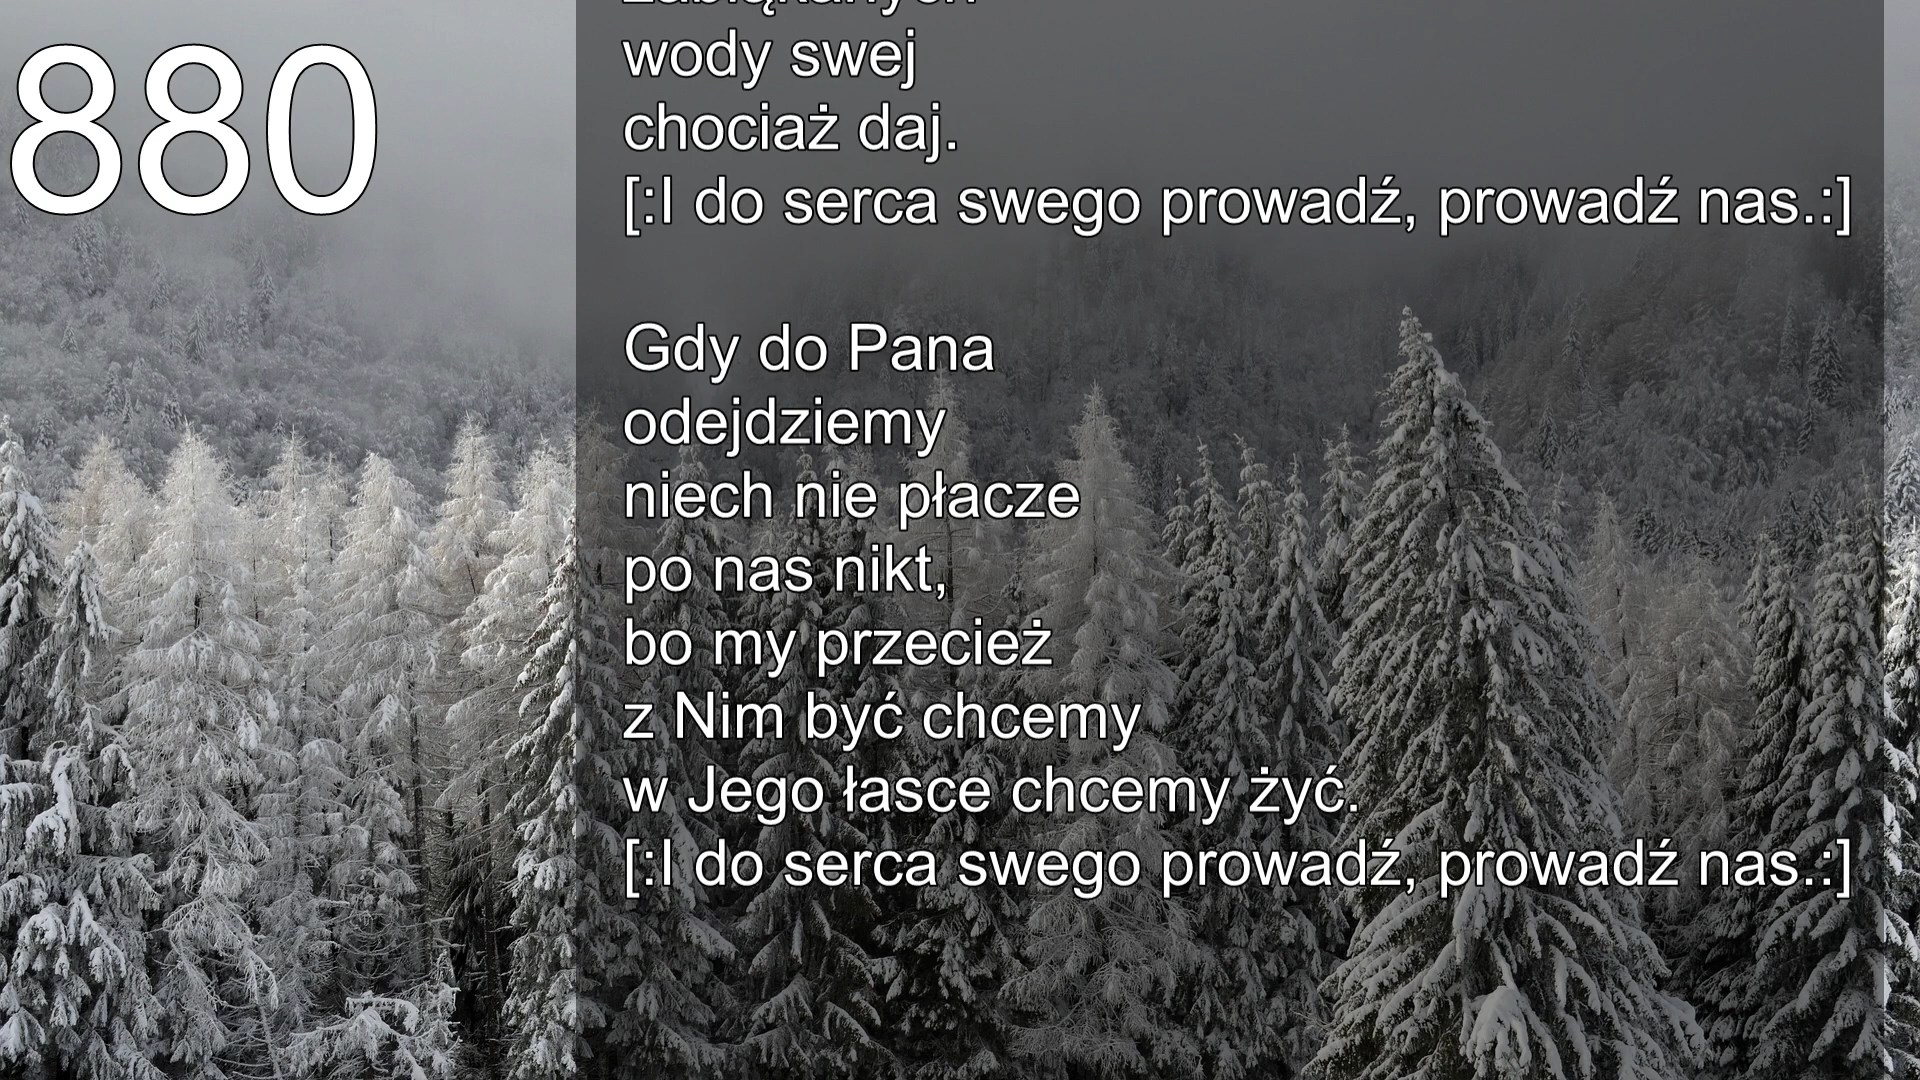 880
wody swej
chociaż daj.
[:I do serca swego prowadź, prowadź nas.:]
Gdy do Pana
odejdziemy
niech nie płacze
po nas nikt,
bo my przecież
z Nim być chcemy
w Jego łasce chcemy żyć.
[:I do serca swego prowadź, prowadź nas.:]